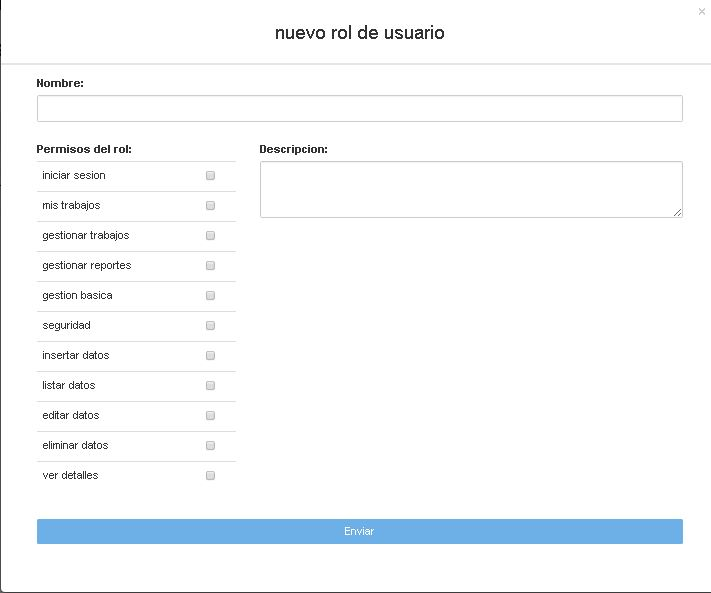 ×
nuevo rol de usuario
Nombre:
Permisos del rol:
iniciar sesion
mis trabajos
gestionar trabajos
gestionar reportes
gestion basica
seguridad
insertar datos
listar datos
editar datos
eliminar datos
ver detalles
Descripcion:
Enviar